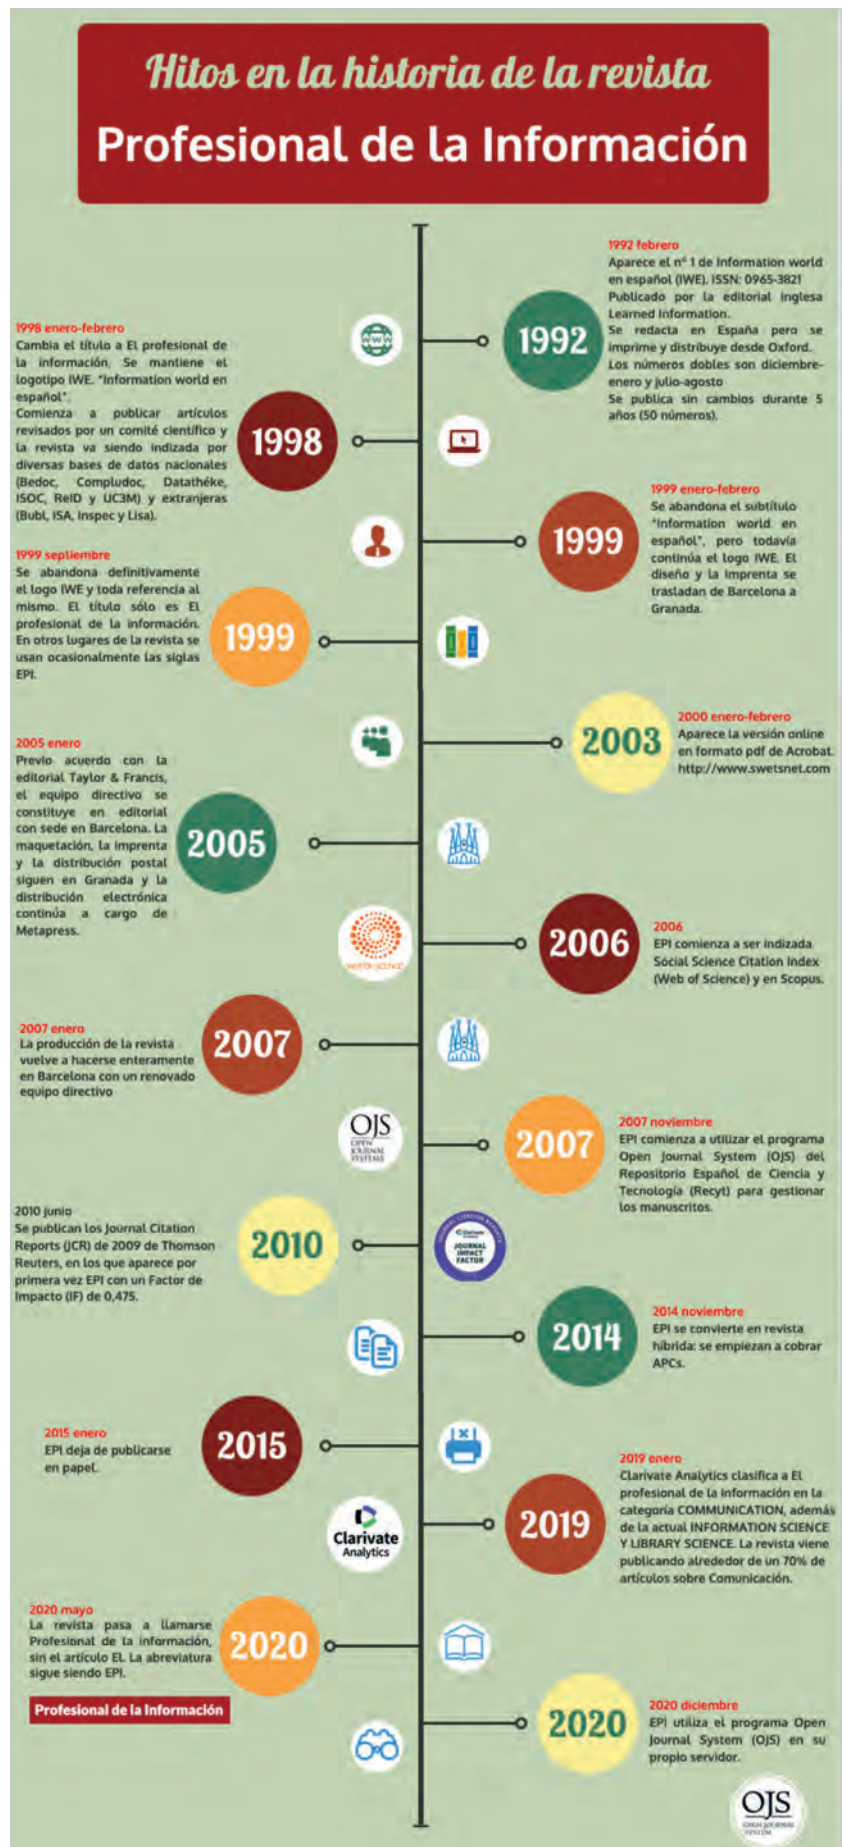 Hitos en la historia de la revista
Profesional de la Información
1992 febrero
Aparece el nº 1 de Information world
en español (IWE). ISSN: 0965-3821
Publicado por la editorial inglesa
Learned Information.
Se redacta en España pero se
imprime y distribuye desde Oxford.
Los números dobles son diciembre-
enero y julio-agosto
Se publica sin cambios durante 5
años (50 números).
1992
WWW
1998 enero-febrero
Cambia el título a El profesional de
la información, Se mantiene el
logotipo IWE. "Information world en
español".
Comienza a publicar artículos
revisados por un comité científico y
la revista va siendo indizada por
diversas bases de datos nacionales
(Bedoc, Compludoc, Datathéke,
ISOC, ReID y UC3M) y extranjeras
(Bubl, ISA, Inspec y Lisa).
1998
1999 enero-febrero
Se abandona el subtítulo
"Information world en
español", pero todavía
continúa el logo IWE. El
diseño y la imprenta se
trasladan de Barcelona a
Granada.
1999
1999 septiembre
Se abandona definitivamente
el logo IWE y toda referencia al
mismo. El título sólo es El
profesional de la información.
En otros lugares de la revista se
usan ocasionalmente las siglas
EPI.
1999
2000 enero-febrero
Aparece la versión online
en formato pdf de Acrobat.
http://www.swetsnet.com
2003
2005 enero
Previo acuerdo con la
editorial Taylor & Francis,
el equipo directivo se
constituye en editorial
con sede en Barcelona. La
maquetación, la imprenta
y la distribución postal
siguen en Granada y la
distribución electrónica
continúa a cargo de
Metapress.
2005
WEB OF SCIENCE
2006
2006
EPI comienza a ser indizada
Social Science Citation Index
(Web of Science) y en Scopus.
2007 enero
La producción de la revista
vuelve a hacerse enteramente
en Barcelona con un renovado
equipo directivo
2007
OJS
OPEN
JOURNAL
SYSTEMS
2007
2007 noviembre
EPI comienza a utilizar el programa
Open Journal System (OJS) del
Repositorio Español de Ciencia y
Tecnología (Recyt) para gestionar
los manuscritos.
2010 junio
Se publican los Journal Citation
Reports (JCR) de 2009 de Thomson
Reuters, en los que aparece por
primera vez EPI con un Factor de
Impacto (IF) de 0,475.
2010
JOURNAL CITATION REPORTS
Clarivate
JOURNAL
IMPACT
FACTOR
2014
2014 noviembre
EPI se convierte en revista
híbrida: se empiezan a cobrar
APCs.
2015 enero
EPI deja de publicarse
en papel.
2015
2019 enero
Clarivate Analytics clasifica a El
profesional de la información en la
categoría COMMUNICATION, además
de la actual INFORMATION SCIENCE
Y LIBRARY SCIENCE. La revista viene
publicando alrededor de un 70% de
artículos sobre Comunicación.
2019
Clarivate
Analytics
2020 mayo
La revista pasa a llamarse
Profesional de la información,
sin el artículo El. La abreviatura
sigue siendo EPI.
2020
Profesional de la Información
2020
2020 diciembre
EPI utiliza el programa Open
Journal System (OJS) en su
propio servidor.
OJS
OPEN JOURNAL
SYSTEM